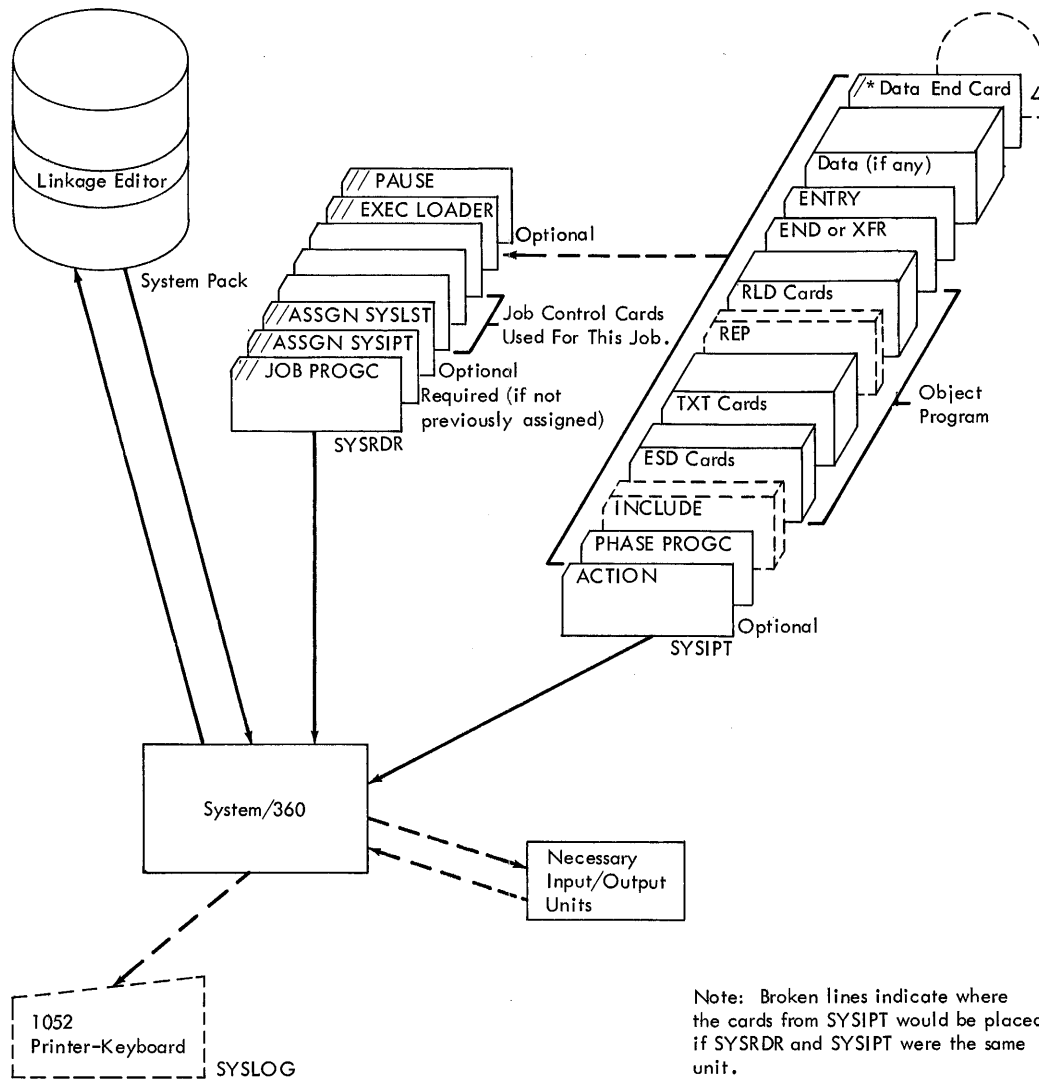 Linkage Editor
System Pack
// PAUSE
// EXEC LOADER
Optional
// ASSGN SYSLST
// ASSGN SYSIPT
// JOB PROGC
Job Control Cards
Used For This Job.
Optional
Required (if not
previously assigned)
SYSRDR
/* Data End Card
Data (if any)
ENTRY
END or XFR
RLD Cards
REP
TXT Cards
ESD Cards
INCLUDE
PHASE PROGC
ACTION
Object
Program
Optional
SYSIPT
System/360
Necessary
Input/Output
Units
1052
Printer-Keyboard
SYSLOG
Note: Broken lines indicate where
the cards from SYSIPT would be placed
if SYSRDR and SYSIPT were the same
unit.